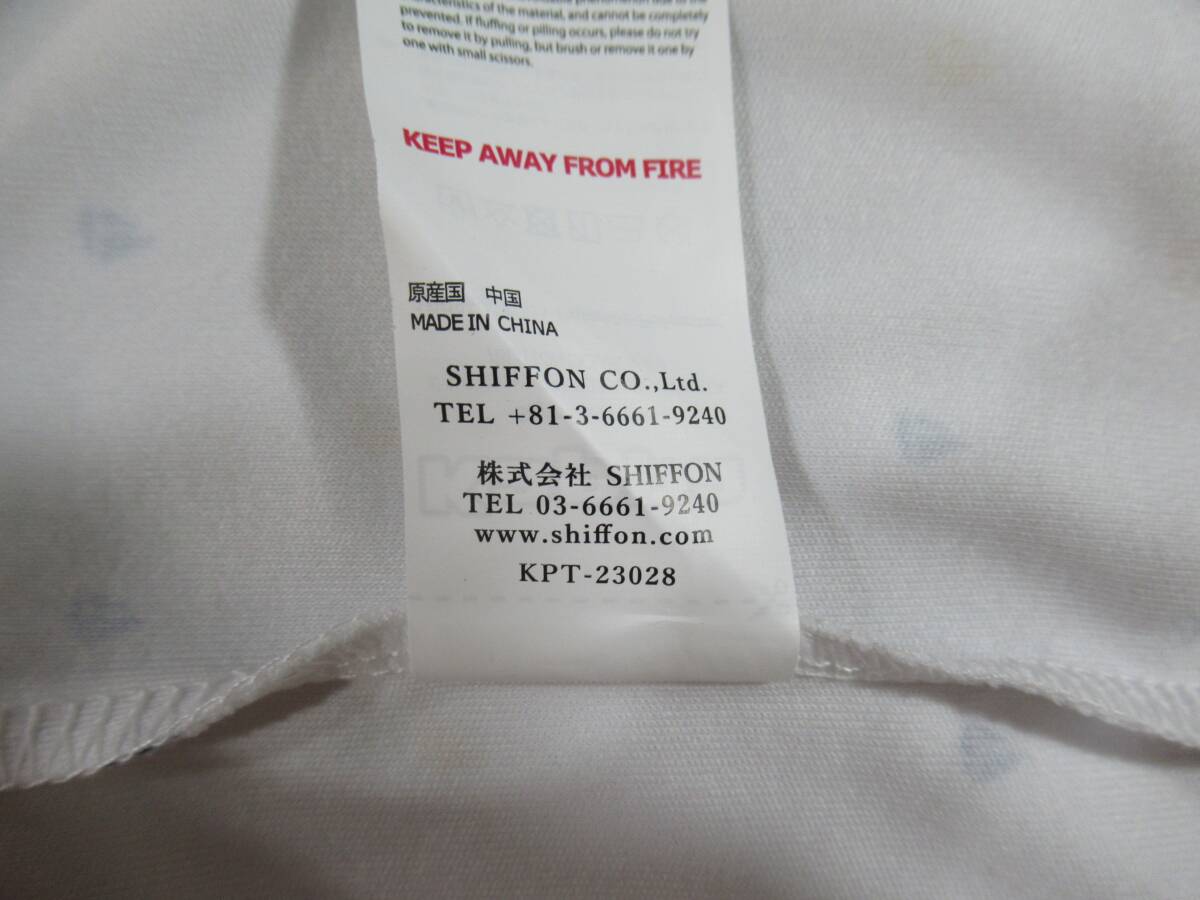 characteristics of the material, and cannot be completely
prevented. If fluffing or pilling occurs, please do not try
to remove it by pulling, but brush or remove it one by
one with small scissors.
KEEP AWAY FROM FIRE
原産国 中国
MADE IN CHINA
SHIFFON CO.,Ltd.
TEL +81-3-6661-9240
株式会社 SHIFFON
TEL 03-6661-9240
www.shiffon.com
KPT-23028